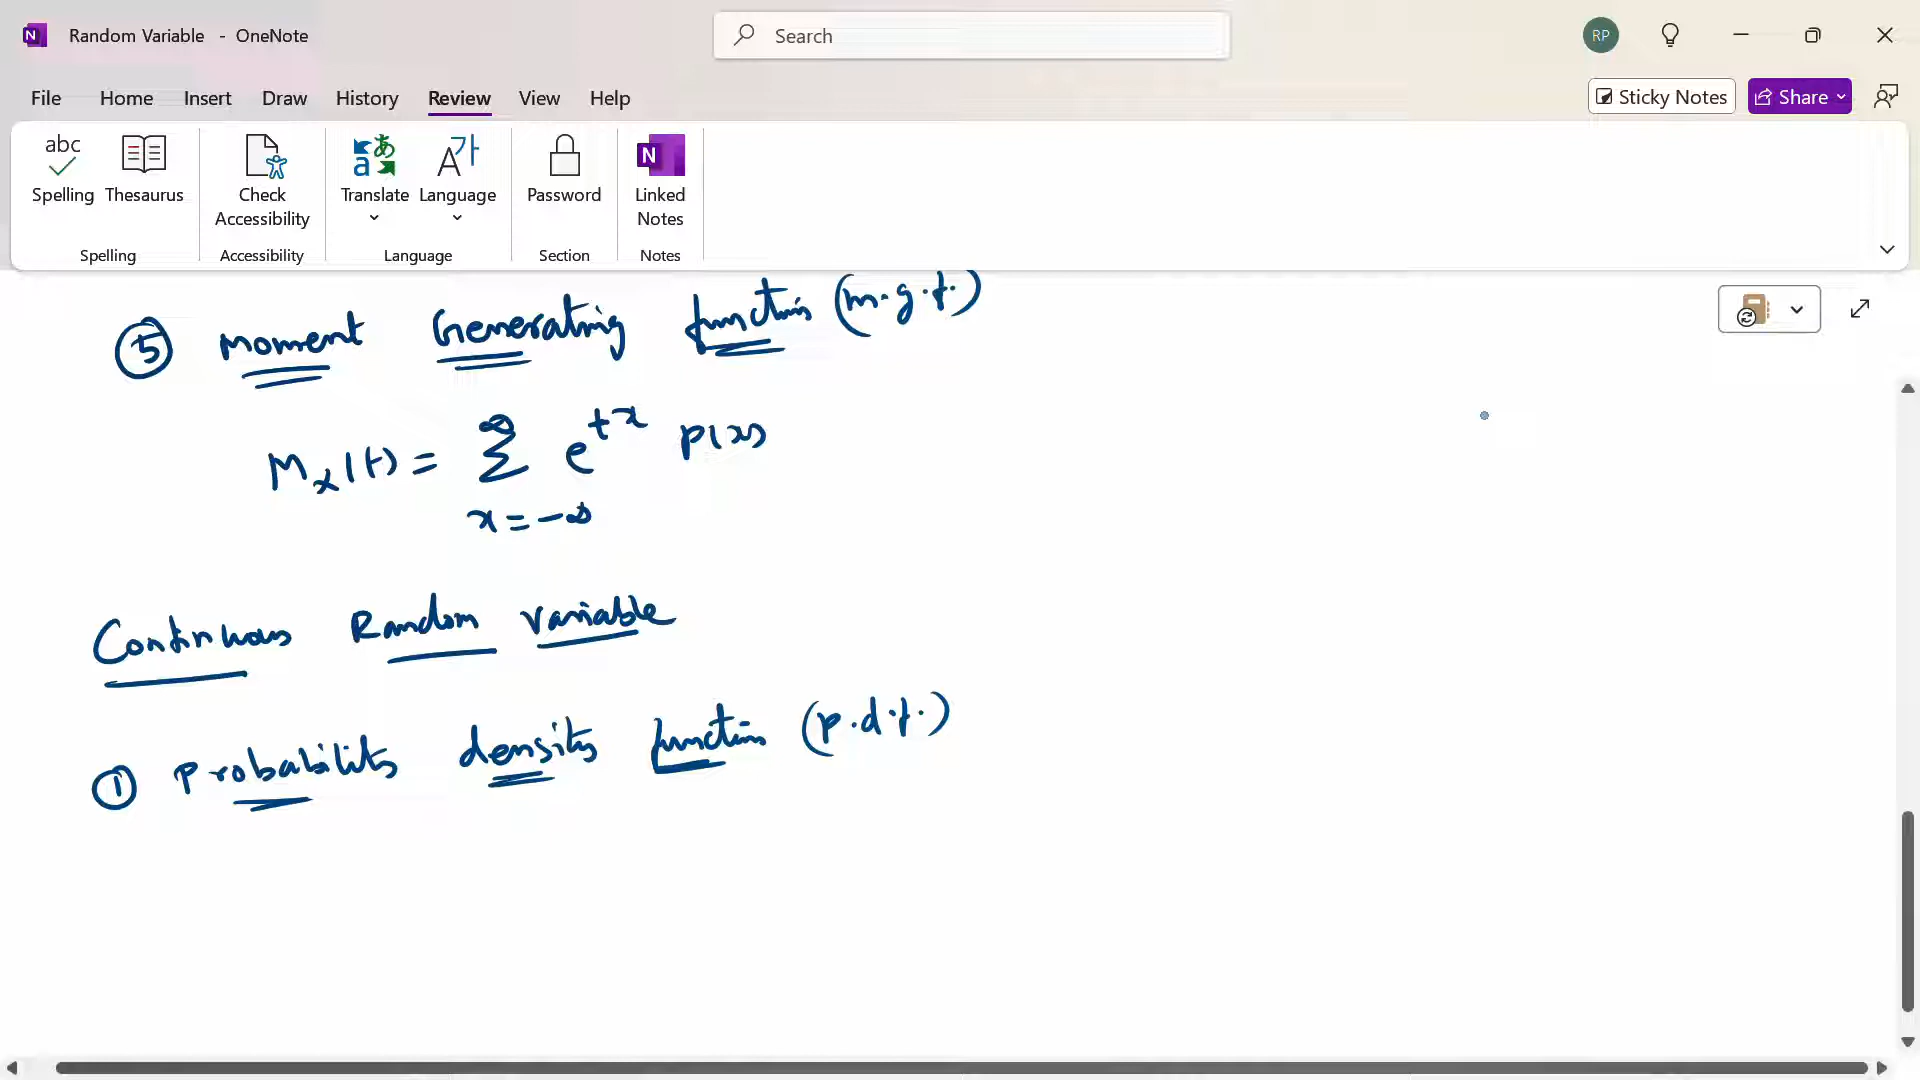 Random Variable - OneNote
Search
RP
File Home Insert Draw History Review View Help
Sticky Notes Share
abc
Spelling Thesaurus Check Accessibility Translate Language Password Linked Notes
Spelling Accessibility Language Section Notes
⑤ Moment Generating function (m.g.f.)
M_x(t) = ∑_{x=-∞}^{∞} e^{tx} p(x)
Continuous Random variable
① Probability density function (p.d.f.)